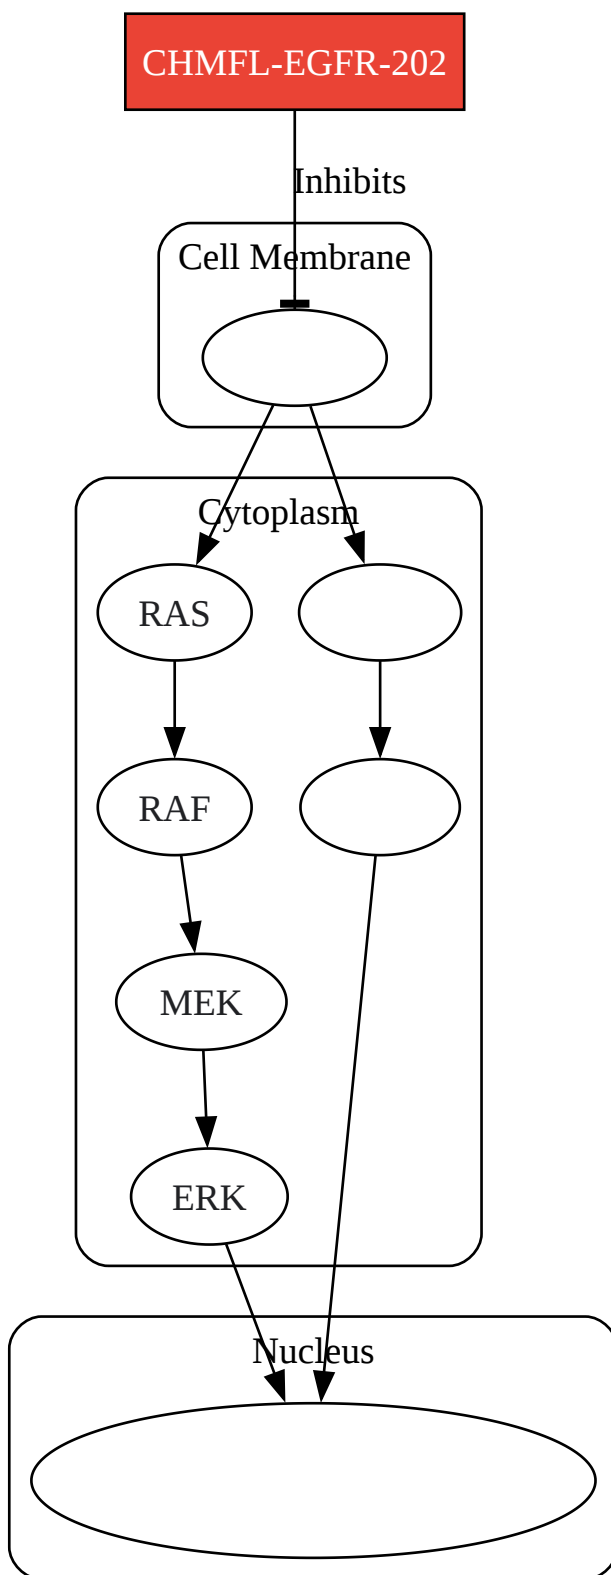 CHMFL-EGFR-202
Inhibits
Cell Membrane
Cytoplasm
RAS
RAF
MEK
ERK
Nucleus